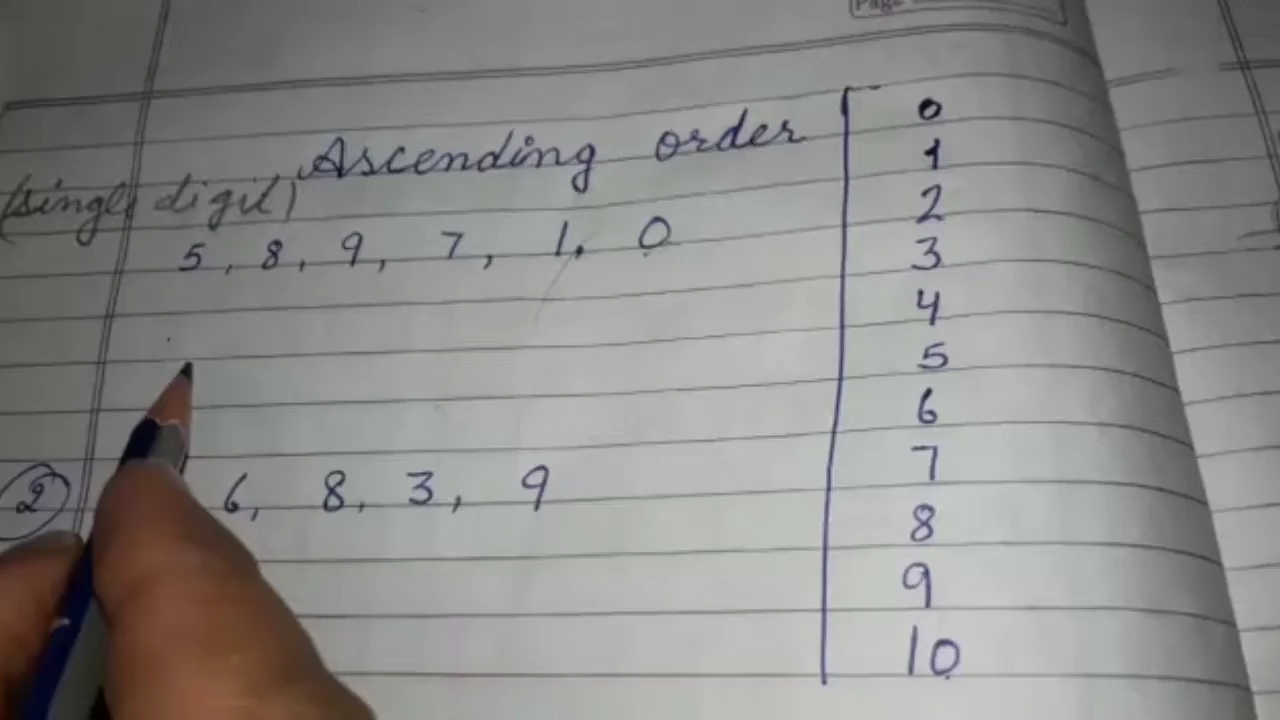 Page
Ascending order
(single digit)
5, 8, 9, 7, 1, 0
2 6, 8, 3, 9
0
1
2
3
4
5
6
7
8
9
10